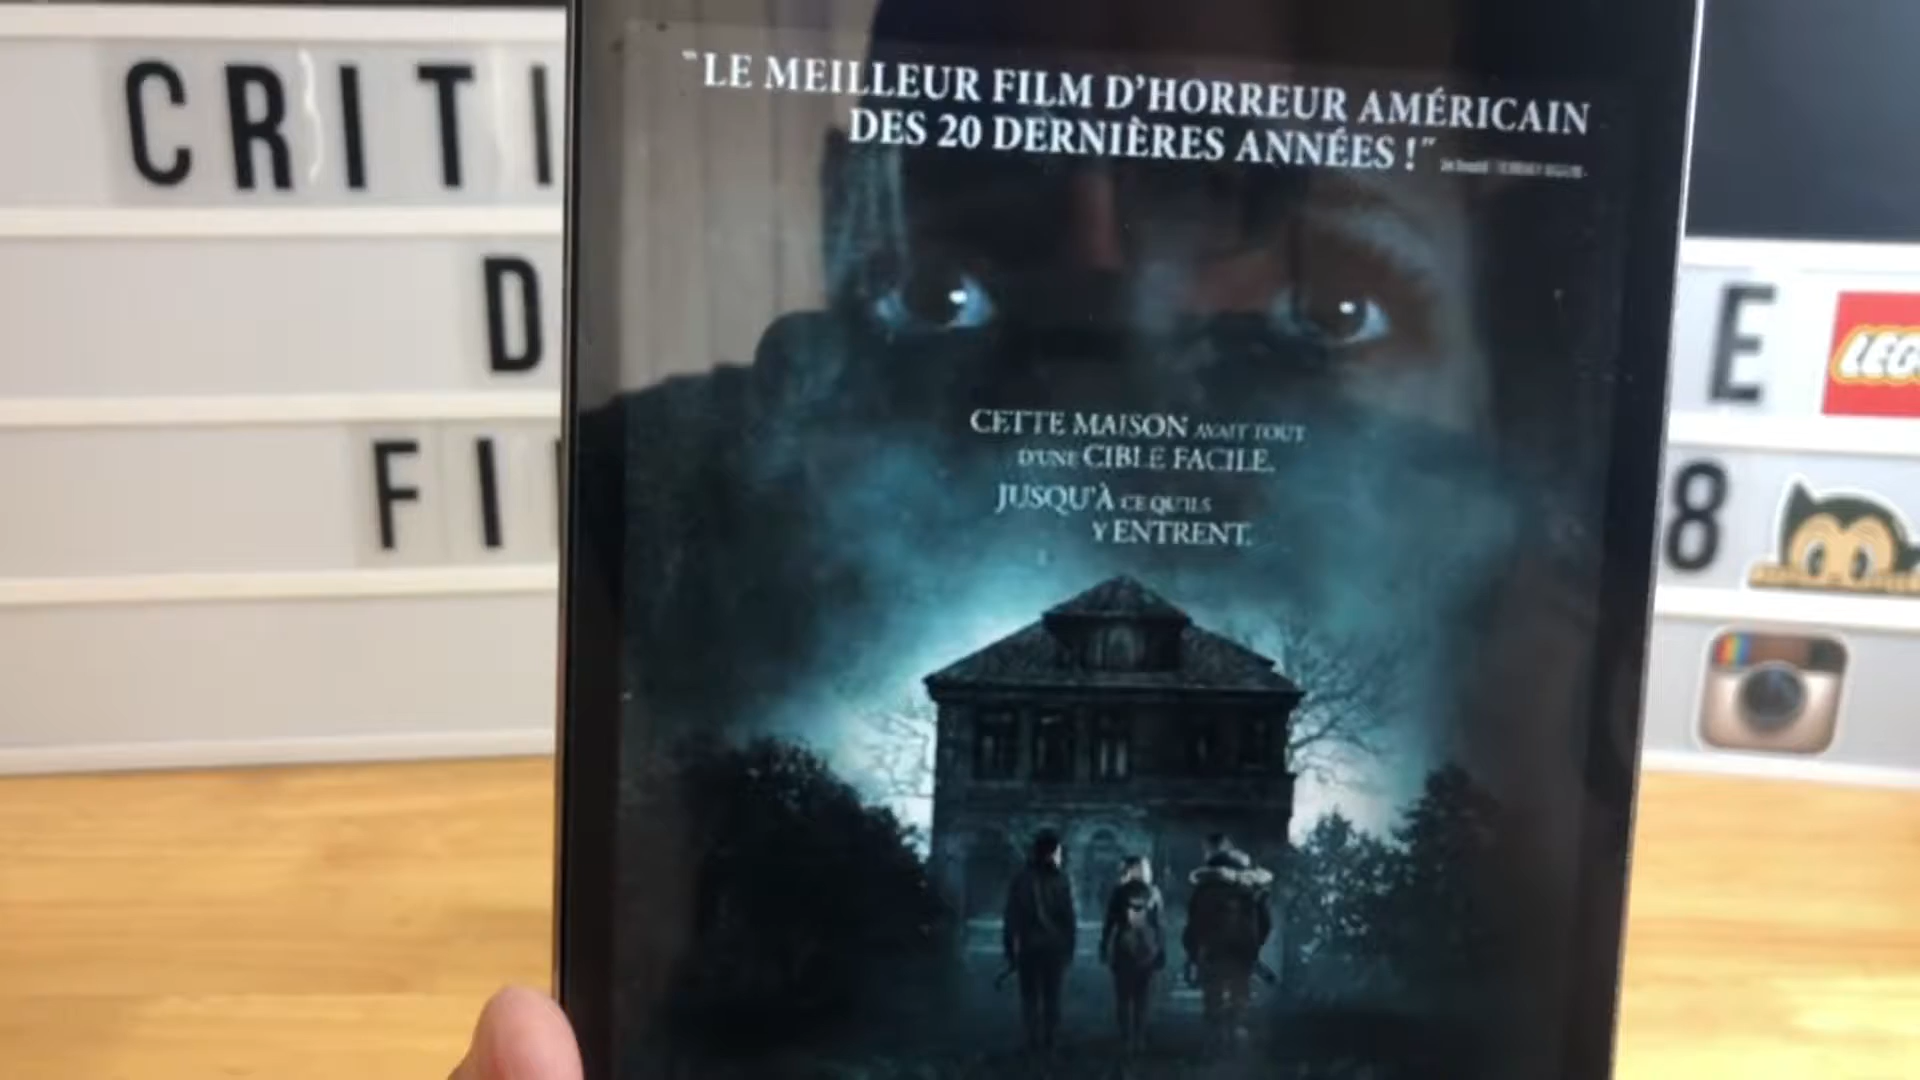 CRITI
D
FI
"LE MEILLEUR FILM D'HORREUR AMÉRICAIN
DES 20 DERNIÈRES ANNÉES !"
CETTE MAISON AVAIT TOUT
D'UNE CIBLE FACILE.
JUSQU'À CE QU'ILS
Y ENTRENT.
E
LEG
8